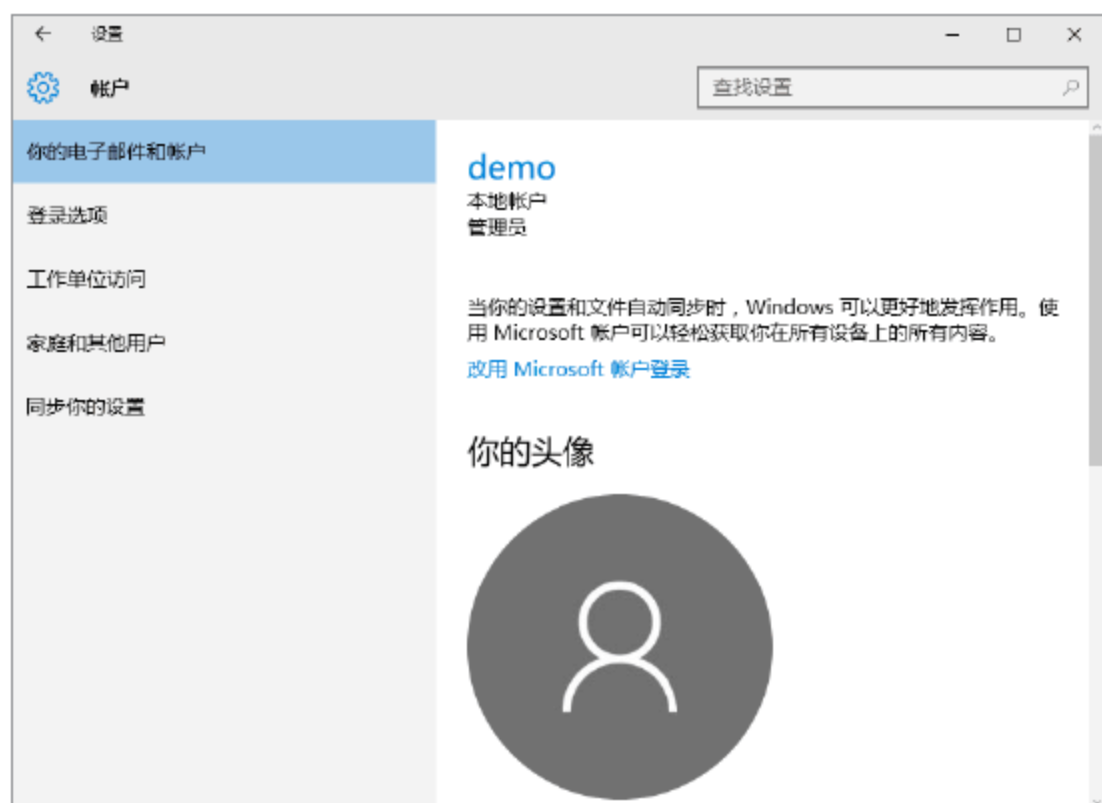 设置
帐户
查找设置
你的电子邮件和帐户
登录选项
工作单位访问
家庭和其他用户
同步你的设置
demo
本地帐户
管理员
当你的设置和文件自动同步时，Windows 可以更好地发挥作用。使
用 Microsoft 帐户可以轻松获取你在所有设备上的所有内容。
改用 Microsoft 帐户登录
你的头像